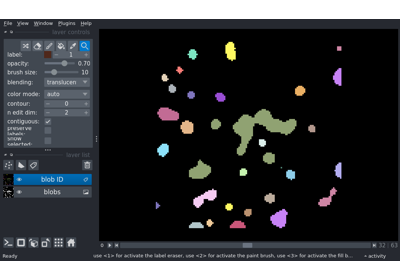 File View Window Plugins Help
layer controls
label: 1
opacity: 0.70
brush size: 10
blending: translucen
color mode: auto
contour: 0
n edit dim: 2
contiguous:
preserve labels:
show selected:
layer list
blob ID
blobs
32 63
Ready
use <1> for activate the label eraser, use <2> for activate the paint brush, use <3> for activate the fill b...
activity